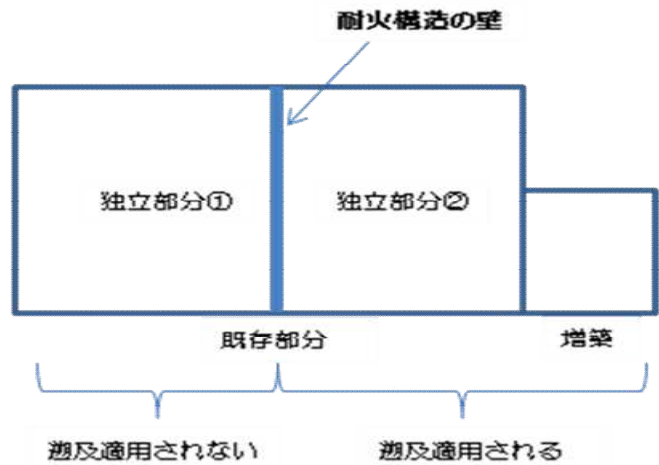 耐火構造の壁
独立部分①
独立部分②
既存部分
増築
遡及適用されない
遡及適用される